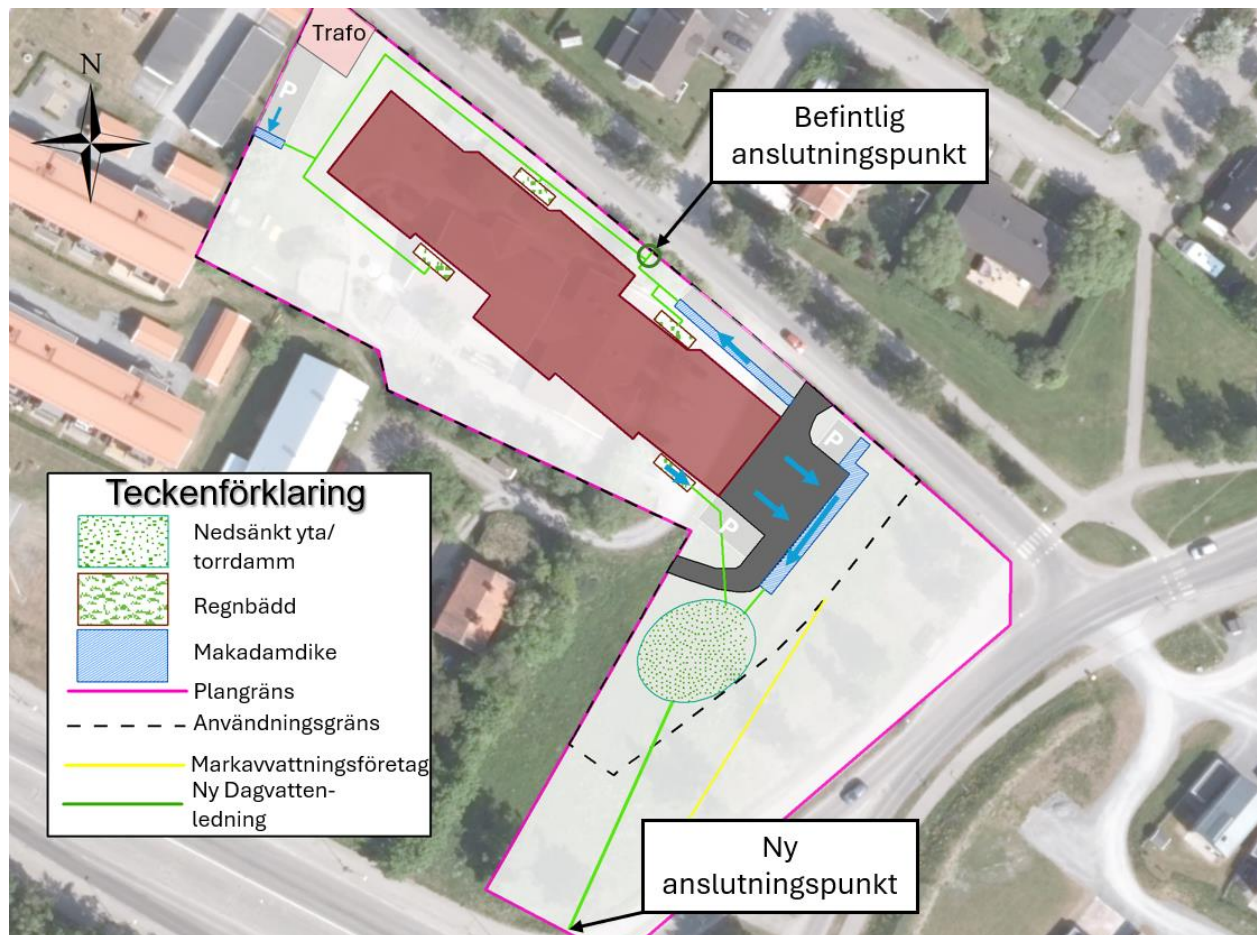 Trafo
N
P
Befintlig
anslutningspunkt
P
P
Teckenförklaring
Nedsänkt yta/
torrdamm
Regnbädd
Makadamdike
Plangräns
Användningsgräns
Markavvattningsföretag
Ny Dagvatten-
ledning
Ny
anslutningspunkt